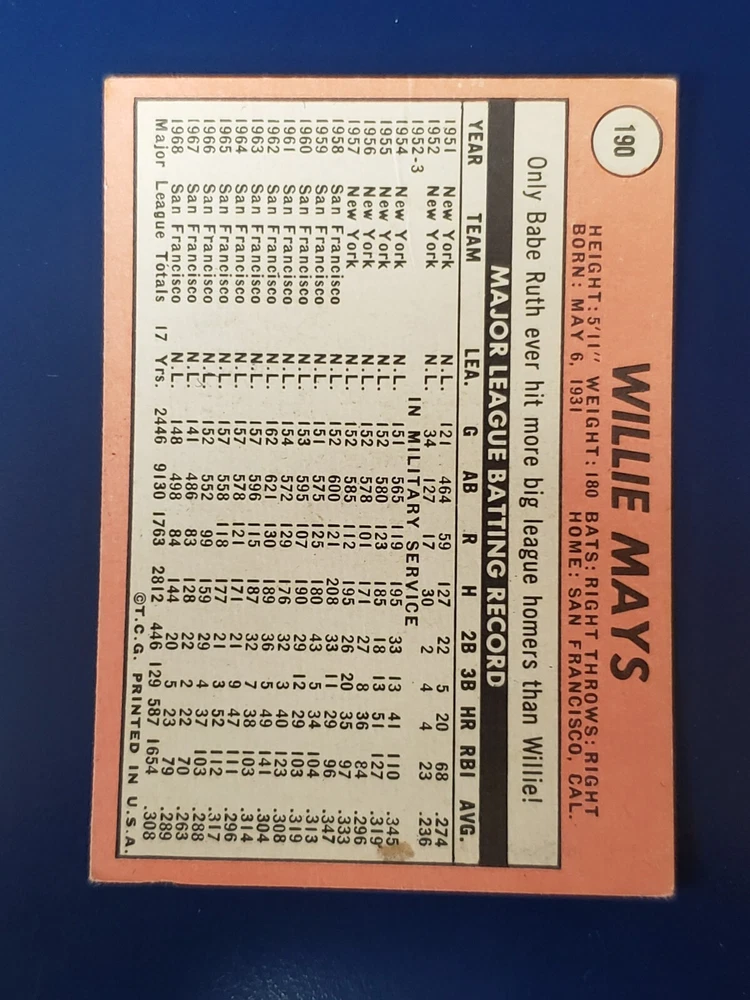 190
WILLIE MAYS
HEIGHT: 5'11" WEIGHT: 180 BATS: RIGHT THROWS: RIGHT
BORN: MAY 6, 1931 HOME: SAN FRANCISCO, CAL.
Only Babe Ruth ever hit more big league homers than Willie!
MAJOR LEAGUE BATTING RECORD
YEAR TEAM LEA. G AB R H 2B 3B HR RBI AVG.
1951 New York N.L. 121 464 59 127 22 5 20 68 .274
1952 New York N.L. 34 127 17 30 2 4 4 23 .236
1952-3 IN MILITARY SERVICE
1954 New York N.L. 151 565 119 195 33 13 41 110 .345
1955 New York N.L. 152 580 123 185 18 13 51 127 .319
1956 New York N.L. 152 578 101 171 27 8 36 84 .296
1957 New York N.L. 152 585 112 195 26 20 35 97 .333
1958 San Francisco N.L. 152 600 121 208 33 11 29 96 .347
1959 San Francisco N.L. 151 575 125 180 43 5 34 104 .313
1960 San Francisco N.L. 153 595 107 190 29 12 29 103 .319
1961 San Francisco N.L. 154 572 129 176 32 3 40 123 .308
1962 San Francisco N.L. 162 621 130 189 36 5 49 141 .304
1963 San Francisco N.L. 157 596 115 187 32 7 38 103 .314
1964 San Francisco N.L. 157 578 121 171 21 9 47 111 .296
1965 San Francisco N.L. 157 558 118 177 21 3 52 112 .317
1966 San Francisco N.L. 152 552 99 159 29 4 37 103 .288
1967 San Francisco N.L. 141 486 83 128 22 2 22 70 .263
1968 San Francisco N.L. 148 498 84 144 20 5 23 79 .289
Major League Totals 17 Yrs. 2446 9130 1763 2812 446 129 587 1654 .308
©T.C.G. PRINTED IN U.S.A.